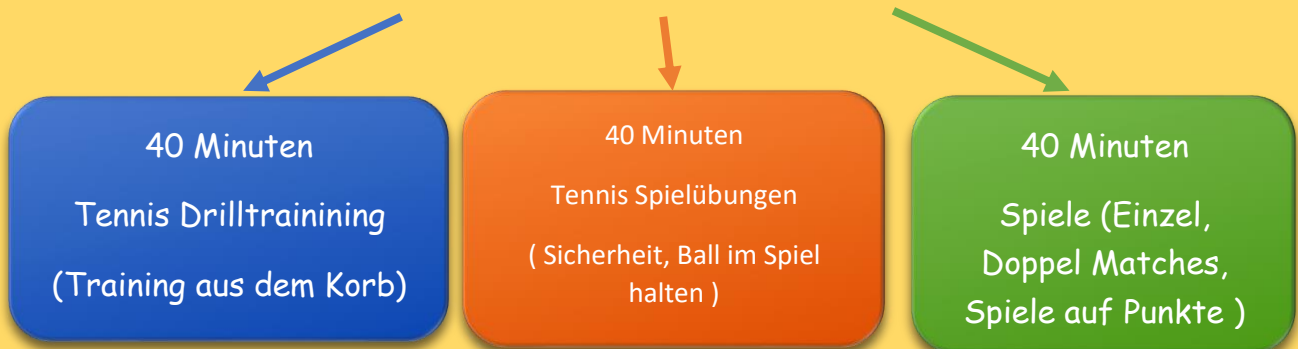 40 Minuten
Tennis Drilltrainining
(Training aus dem Korb)
40 Minuten
Tennis Spielübungen
( Sicherheit, Ball im Spiel
halten )
40 Minuten
Spiele (Einzel,
Doppel Matches,
Spiele auf Punkte )